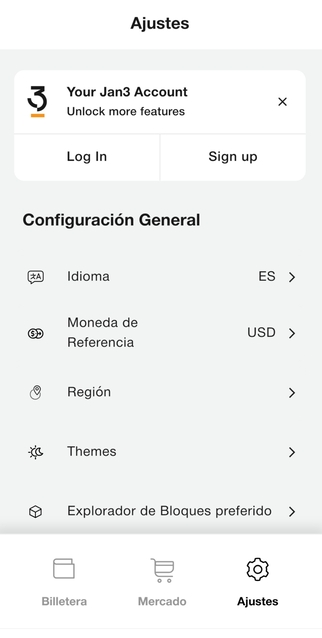 Ajustes
Your Jan3 Account
Unlock more features
Log In
Sign up
Configuración General
Idioma
ES
Moneda de
Referencia
USD
Región
Themes
Explorador de Bloques preferido
Billetera
Mercado
Ajustes